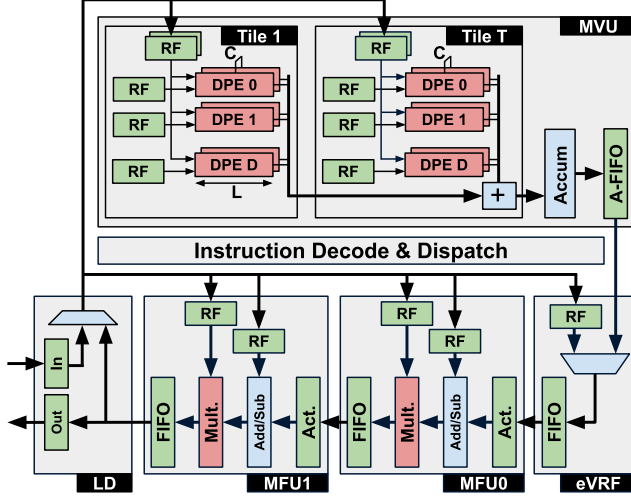 Tile 1
Tile T
MVU
RF
RF
C
C
RF
DPE 0
RF
DPE 0
RF
DPE 1
RF
DPE 1
RF
DPE D
RF
DPE D
L
+
Accum
A-FIFO
Instruction Decode & Dispatch
RF
RF
RF
RF
RF
In
Out
FIFO
Mult.
Add/Sub
Act.
FIFO
Mult.
Add/Sub
Act.
FIFO
LD
MFU1
MFU0
eVRF